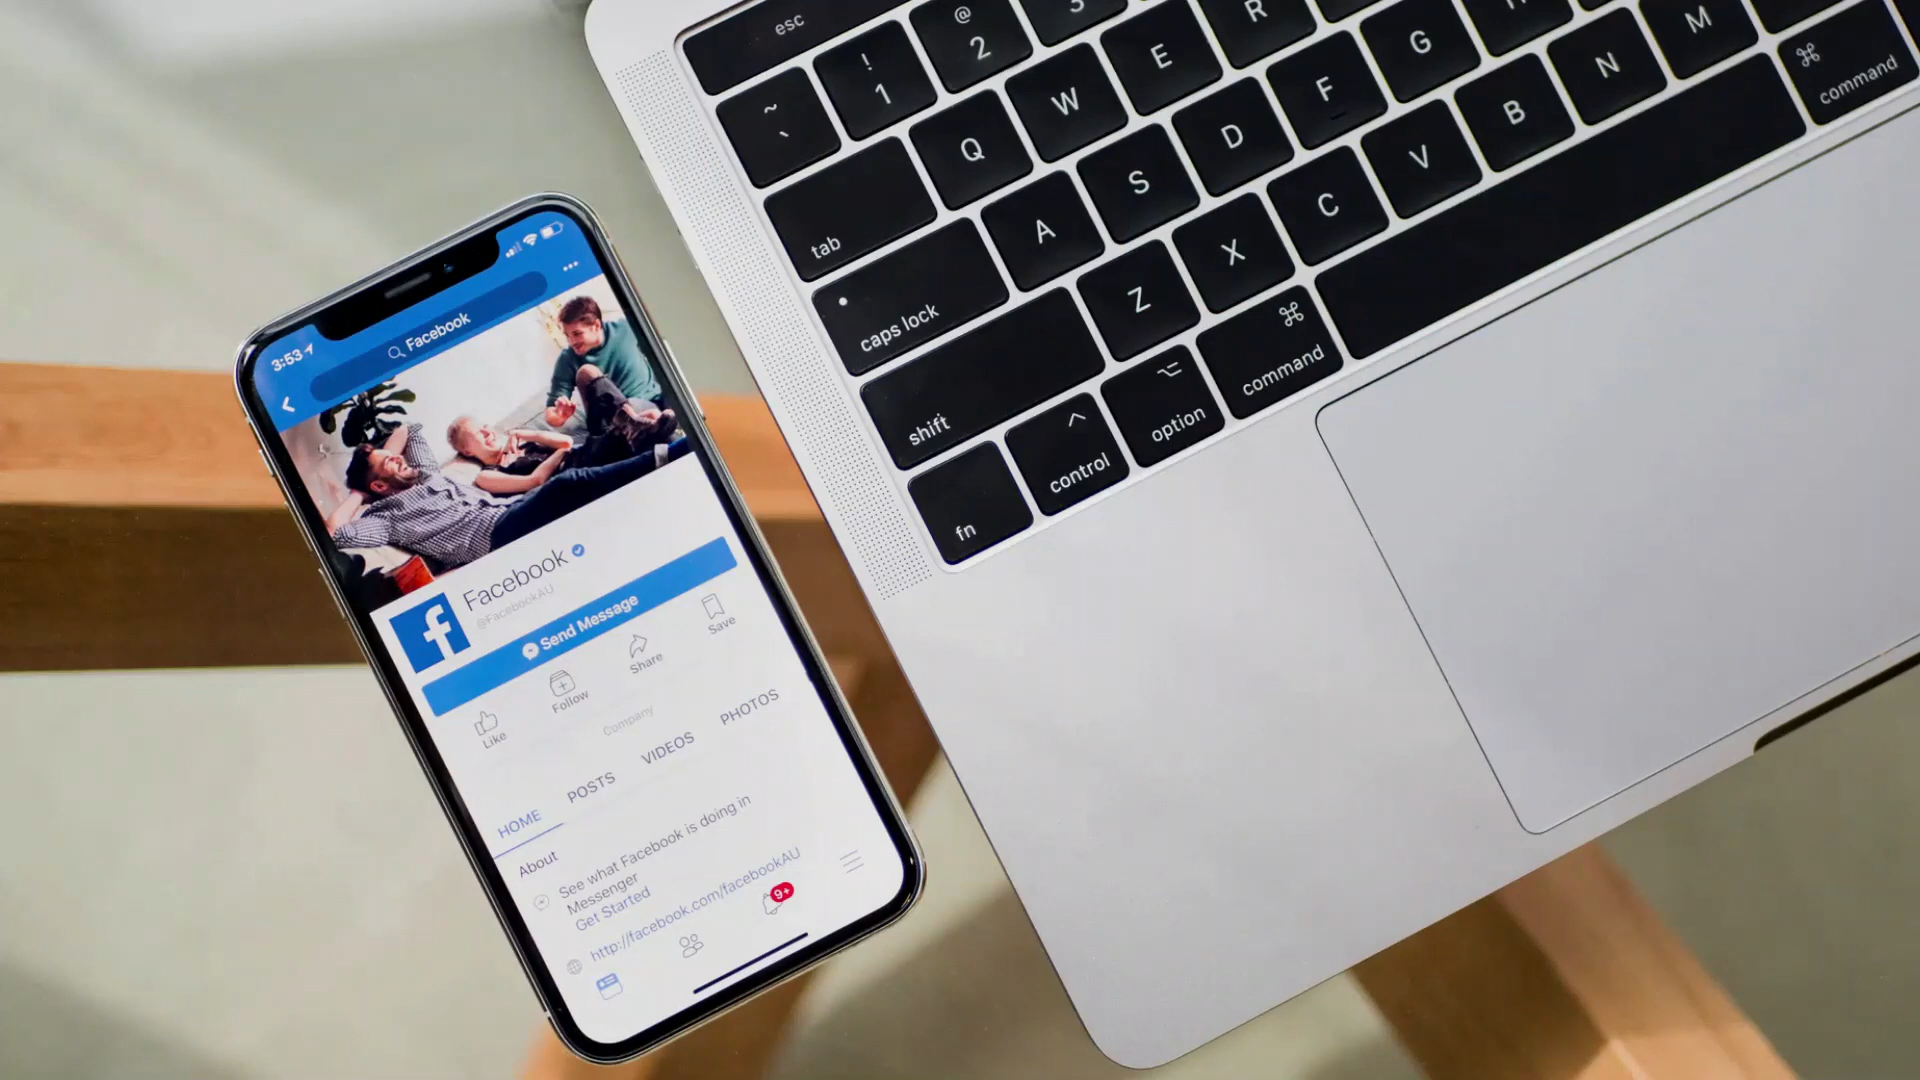 3:53
Facebook
Facebook
@FacebookAU
Send Message
Like
Follow
Share
Save
Company
HOME
POSTS
VIDEOS
PHOTOS
About
See what Facebook is doing in
Messenger
Get Started
http://facebook.com/facebookAU
9+
esc
~
`
!
1
@
2
3
tab
Q
W
E
R
caps lock
A
S
D
F
G
shift
Z
X
C
V
B
N
M
fn
^
control
⌥
option
⌘
command
⌘
command